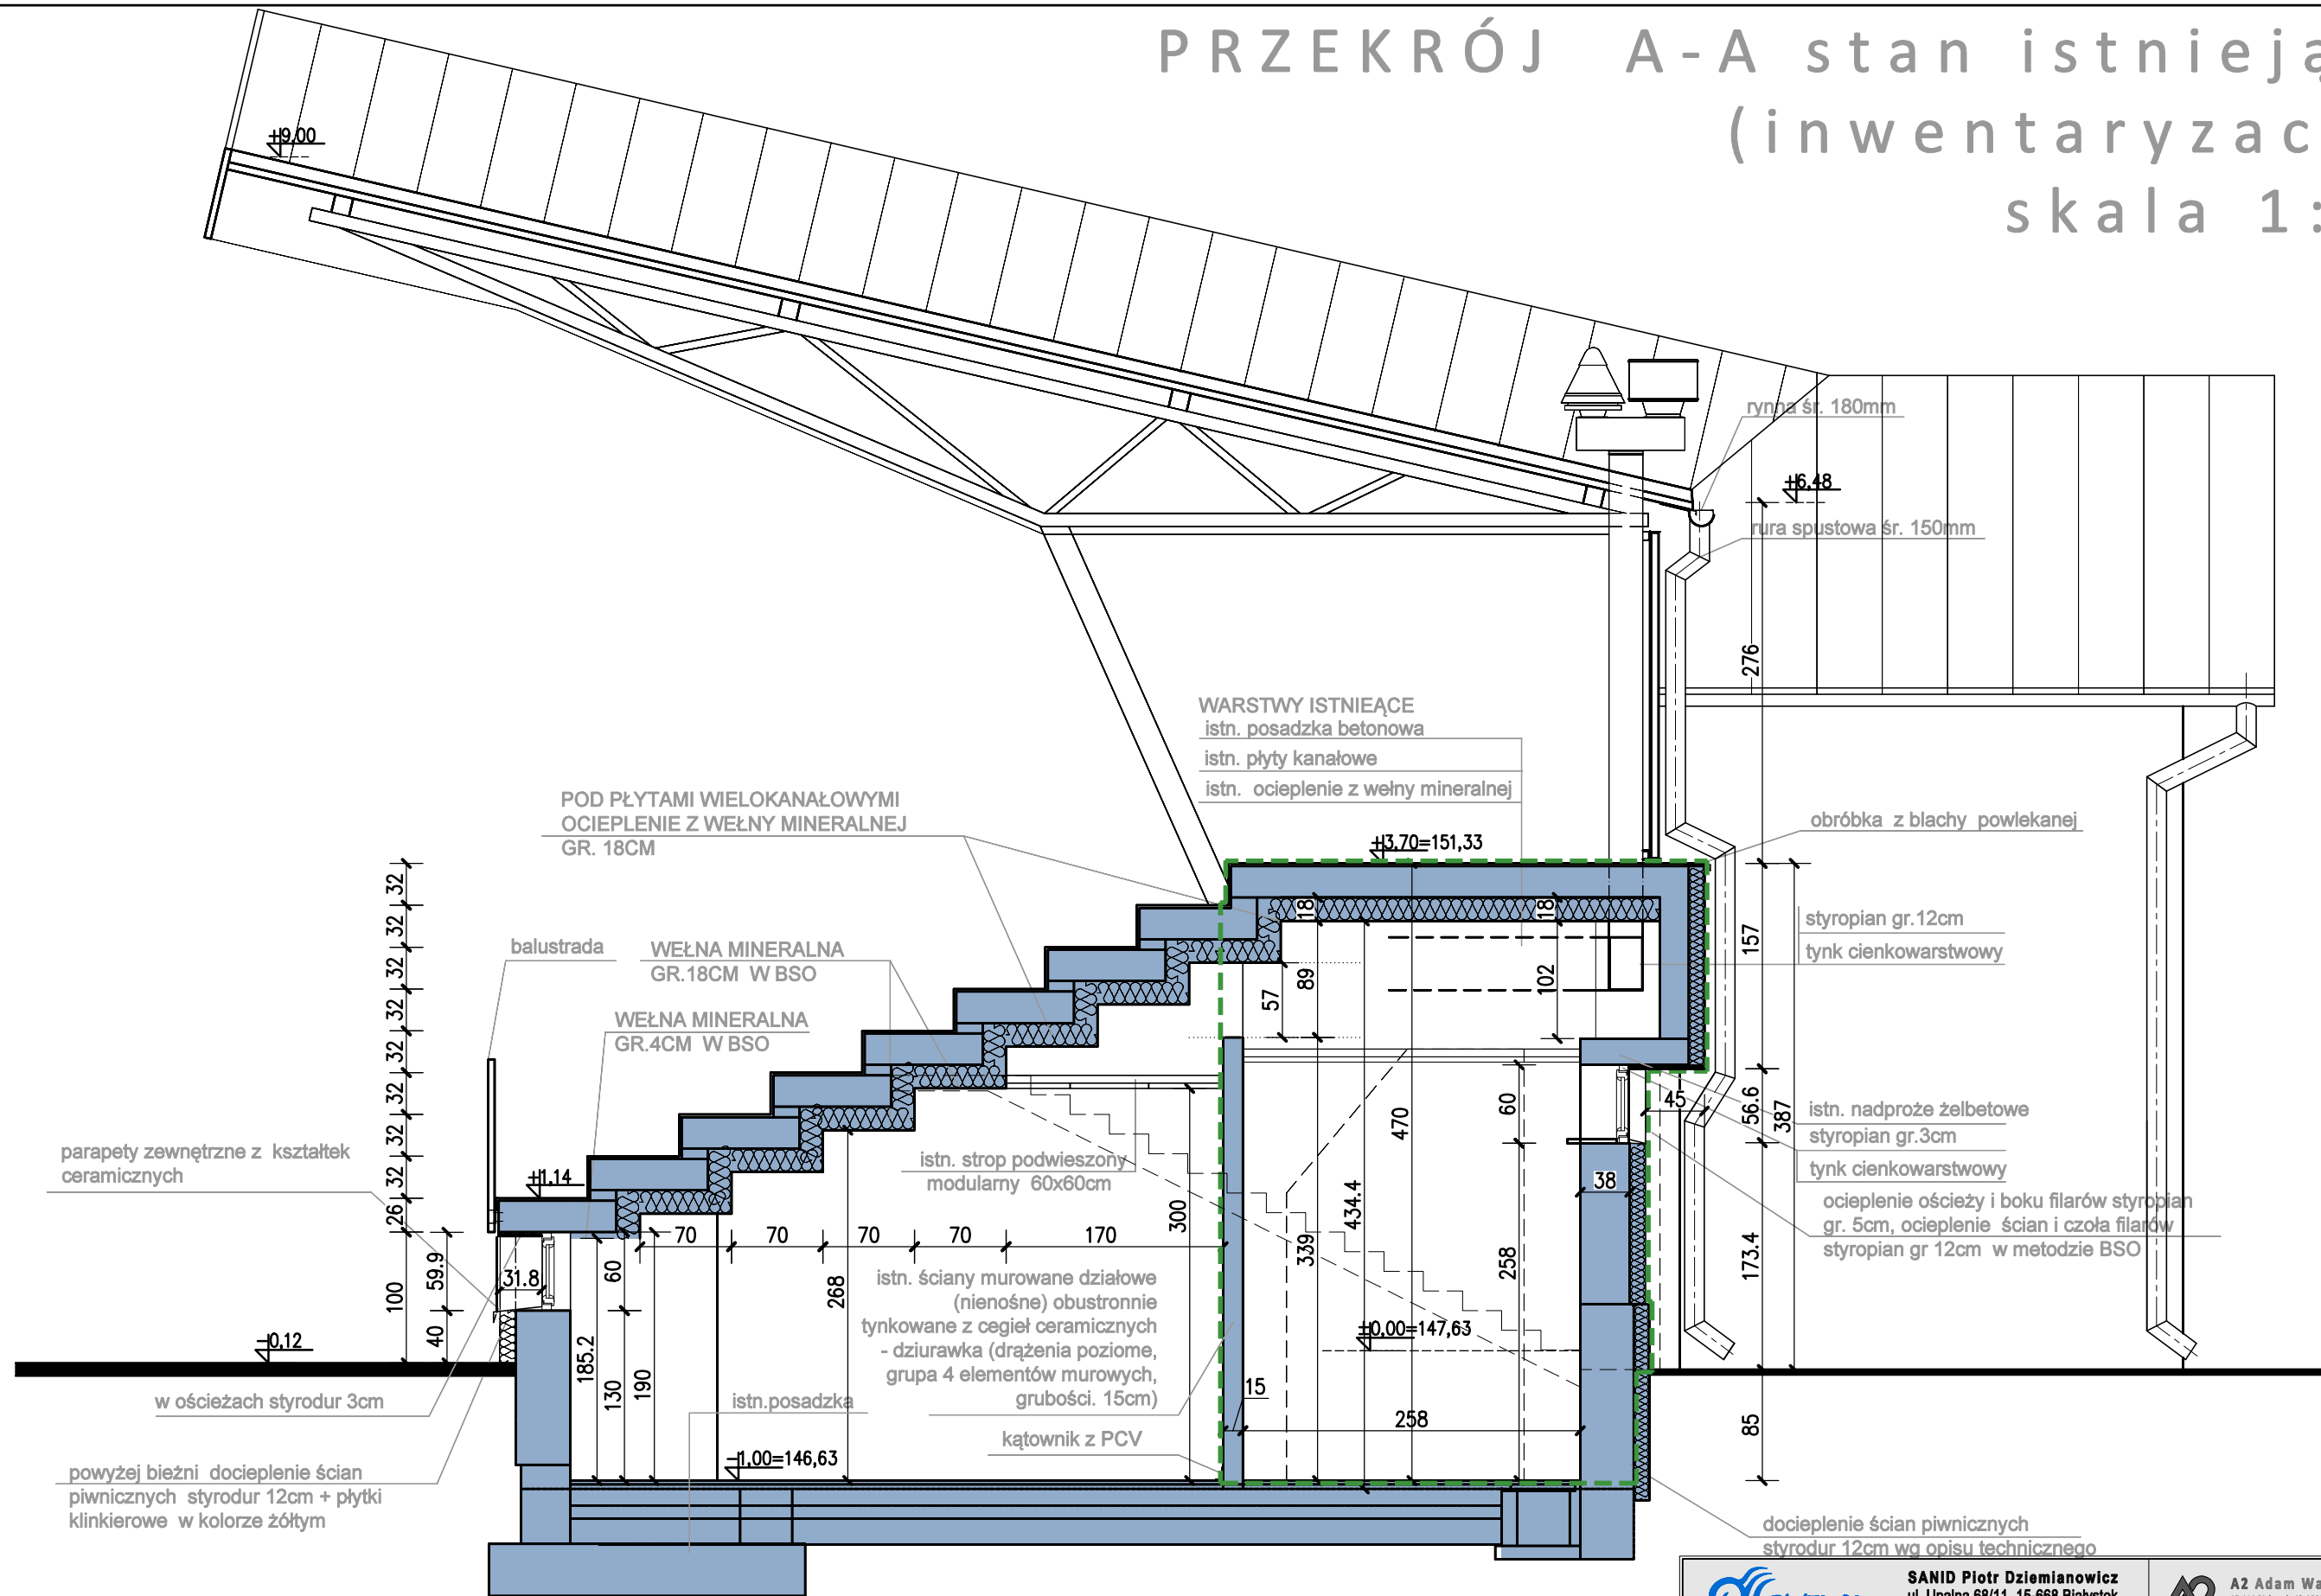 PRZEKRÓJ A-A stan istnieją
(inwentaryzac
skala 1:
+9,00
rynna śr. 180mm
+6,48
rura spustowa śr. 150mm
276
WARSTWY ISTNIEĄCE
istn. posadzka betonowa
istn. płyty kanałowe
istn. ocieplenie z wełny mineralnej
POD PŁYTAMI WIELOKANAŁOWYMI
OCIEPLENIE Z WEŁNY MINERALNEJ
GR. 18CM
obróbka z blachy powlekanej
+3,70=151,33
32
32
32
32
32
32
32
32
26
100
59.9
40
18
18
styropian gr.12cm
tynk cienkowarstwowy
157
balustrada
WEŁNA MINERALNA
GR.18CM W BSO
57
89
102
WEŁNA MINERALNA
GR.4CM W BSO
470
60
45
56.6
387
istn. nadproże żelbetowe
styropian gr.3cm
tynk cienkowarstwowy
parapety zewnętrzne z kształtek
ceramicznych
+1,14
istn. strop podwieszony
modularny 60x60cm
300
434.4
38
ocieplenie ościeży i boku filarów styropian
gr. 5cm, ocieplenie ścian i czoła filarów
styropian gr 12cm w metodzie BSO
70
70
70
70
170
339
258
173.4
31.8
60
268
istn. ściany murowane działowe
(nienośne) obustronnie
tynkowane z cegieł ceramicznych
- dziurawka (drążenia poziome,
grupa 4 elementów murowych,
grubości. 15cm)
±0,00=147,63
-0,12
185.2
130
190
w ościeżach styrodur 3cm
istn.posadzka
15
258
85
kątownik z PCV
-1,00=146,63
powyżej bieżni docieplenie ścian
piwnicznych styrodur 12cm + płytki
klinkierowe w kolorze żółtym
docieplenie ścian piwnicznych
styrodur 12cm wg opisu technicznego
SANID Piotr Dziemianowicz
ul. Upalna 68/11, 15-668 Białystok
A2 Adam Wa